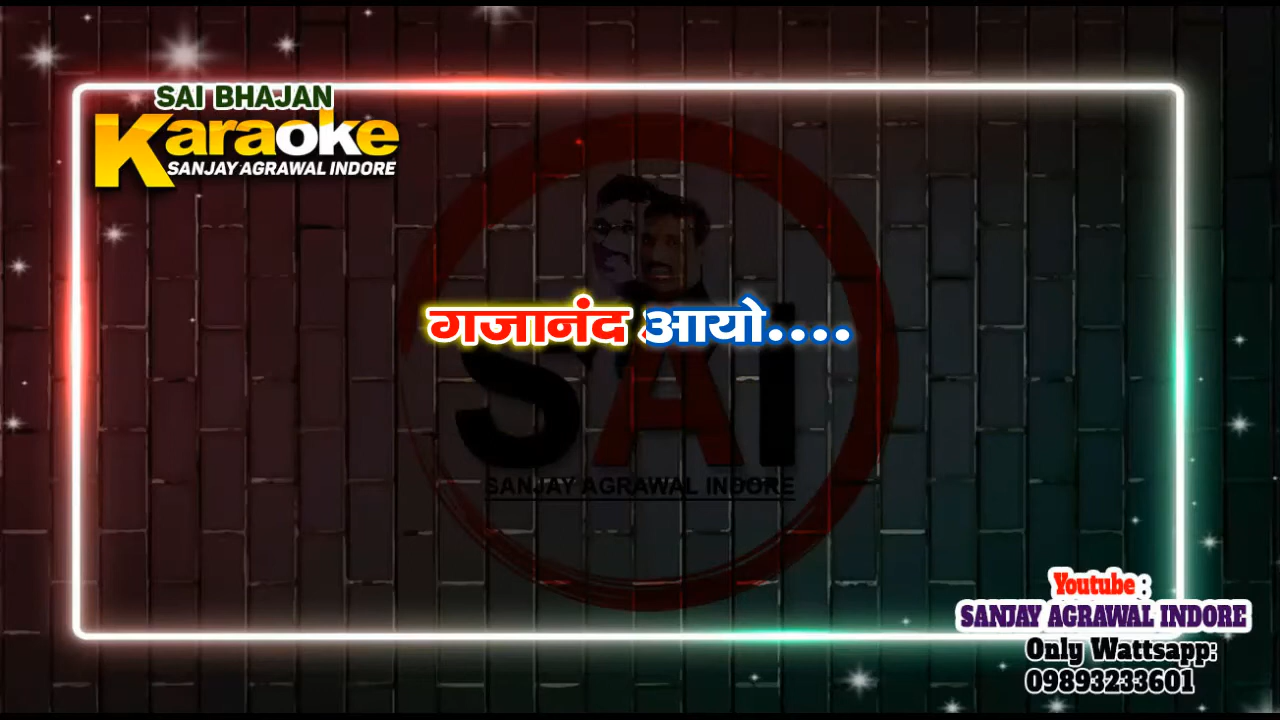 SAI BHAJAN
Karaoke
SANJAY AGRAWAL INDORE
गजानंद आयो....
SAI
SANJAY AGRAWAL INDORE
Youtube :
SANJAY AGRAWAL INDORE
Only Wattsapp:
09893233601